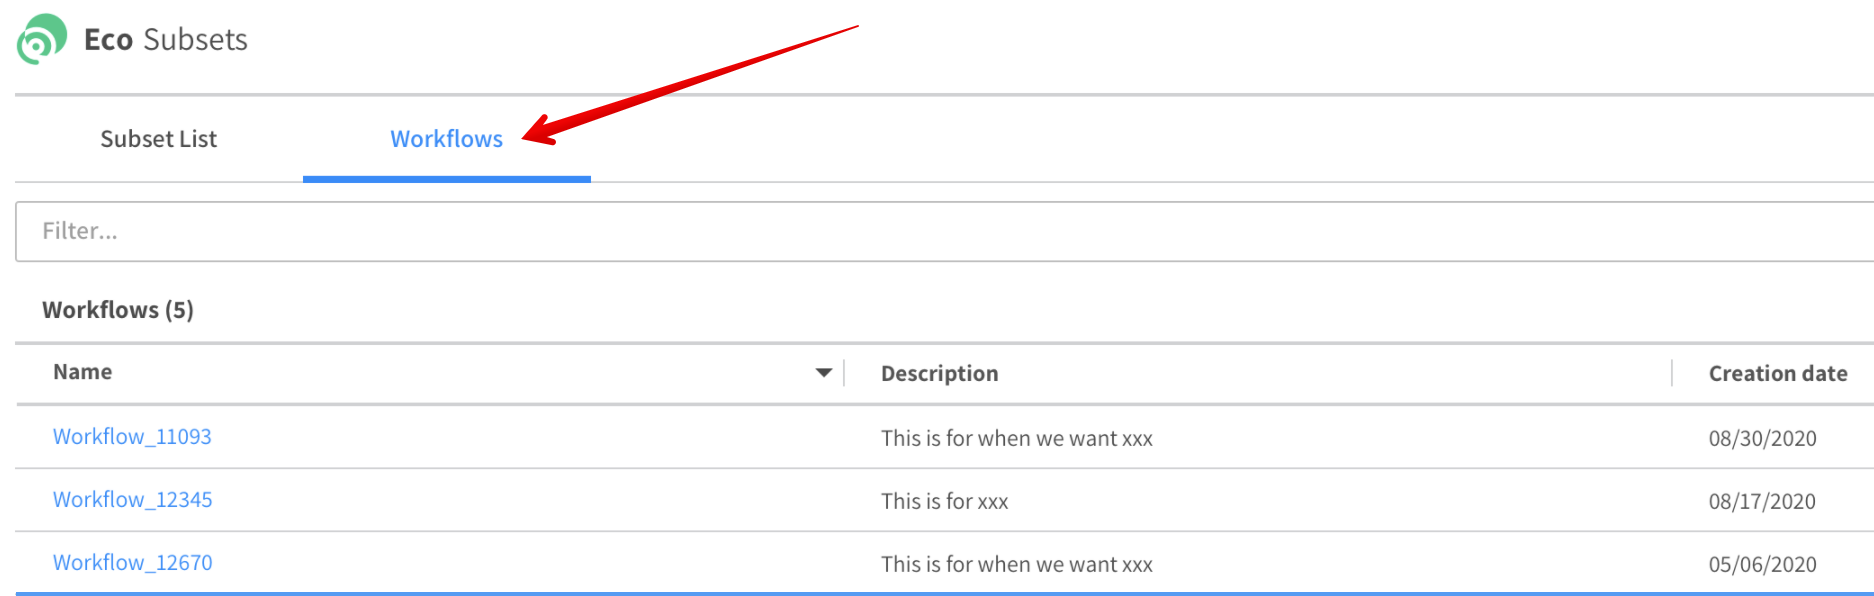 Eco Subsets
Subset List Workflows
Filter...
Workflows (5)
Name Description Creation date
Workflow_11093 This is for when we want xxx 08/30/2020
Workflow_12345 This is for xxx 08/17/2020
Workflow_12670 This is for when we want xxx 05/06/2020